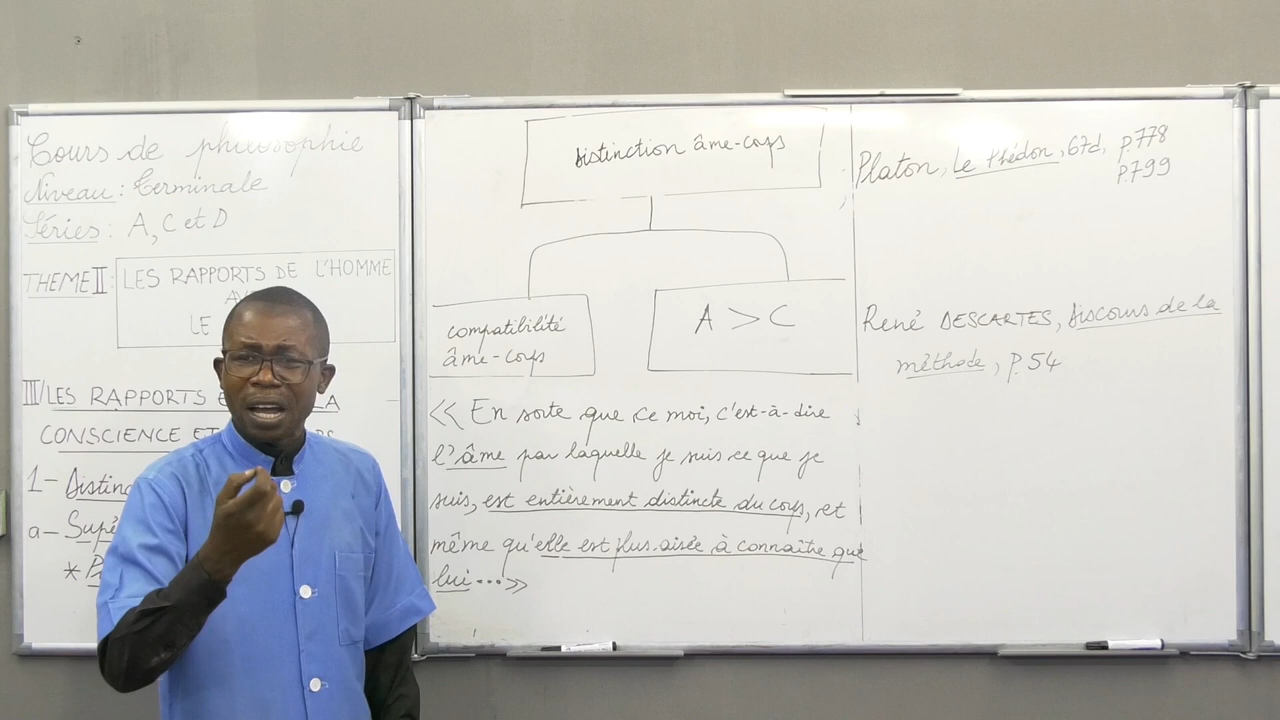 Cours de philosophie
Niveau : Terminale
Séries : A, C et D
THEME II : LES RAPPORTS DE L'HOMME
LE
III/ LES RAPPORTS LA
CONSCIENCE ET
1-
a-
*
Distinction âme-corps
compatibilité
âme-corps
A > C
<< En sorte que ce moi, c'est-à-dire
l'âme par laquelle je suis ce que je
suis, est entièrement distincte du corps, et
même qu'elle est plus aisée à connaître que
lui... >>
Platon, Le Phédon, 67d, p.778
p.799
René DESCARTES, Discours de la
méthode, p.54